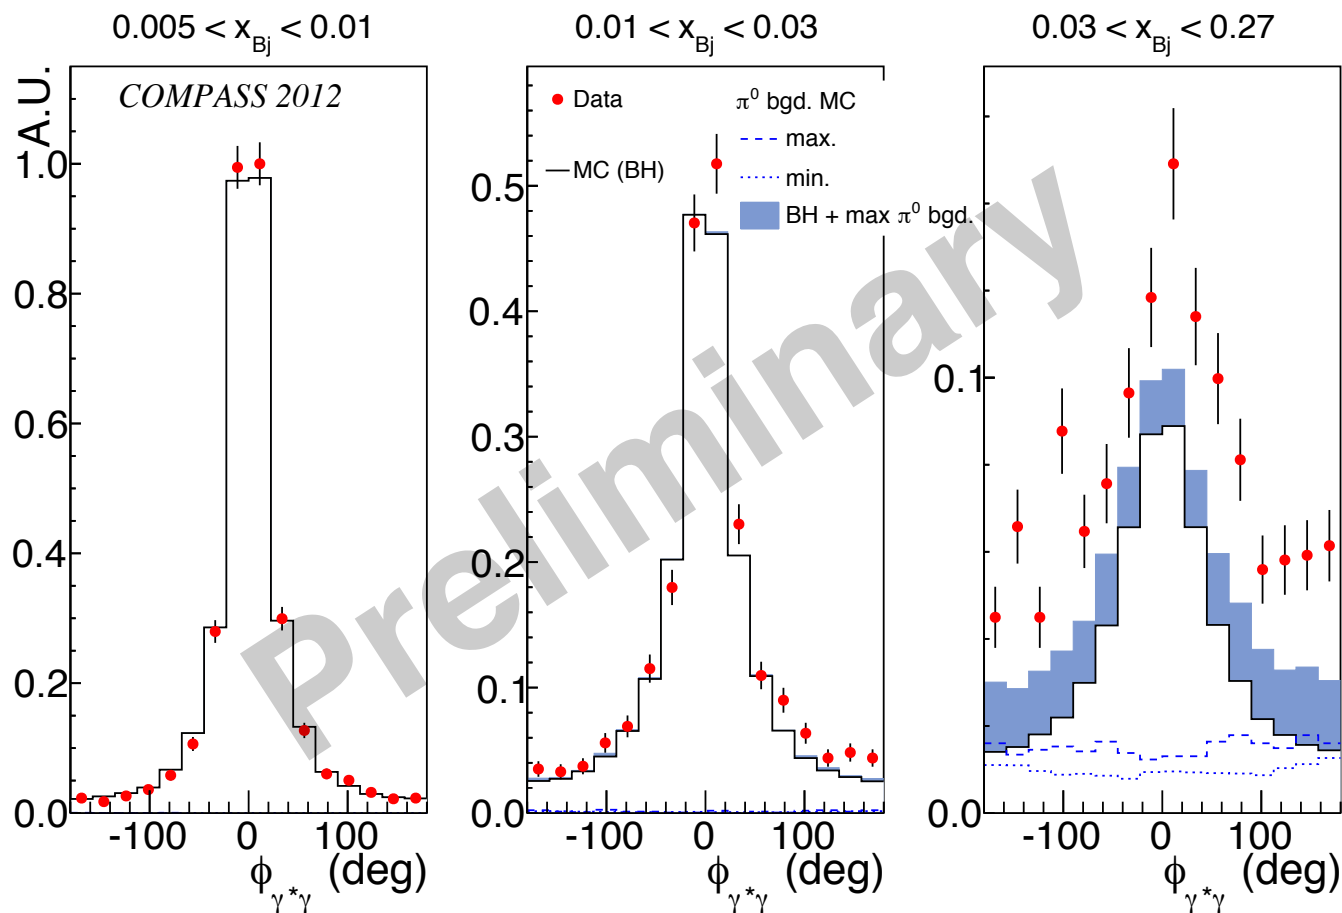 0.005 < x_Bj < 0.01
0.01 < x_Bj < 0.03
0.03 < x_Bj < 0.27
A.U.
COMPASS 2012
1.0
0.8
0.6
0.4
0.2
0.0
-100 0 100
ϕ_γ*γ (deg)
Data
MC (BH)
π⁰ bgd. MC
max.
min.
BH + max π⁰ bgd.
0.5
0.4
0.3
0.2
0.1
0.0
-100 0 100
ϕ_γ*γ (deg)
0.1
0.0
-100 0 100
ϕ_γ*γ (deg)
Preliminary